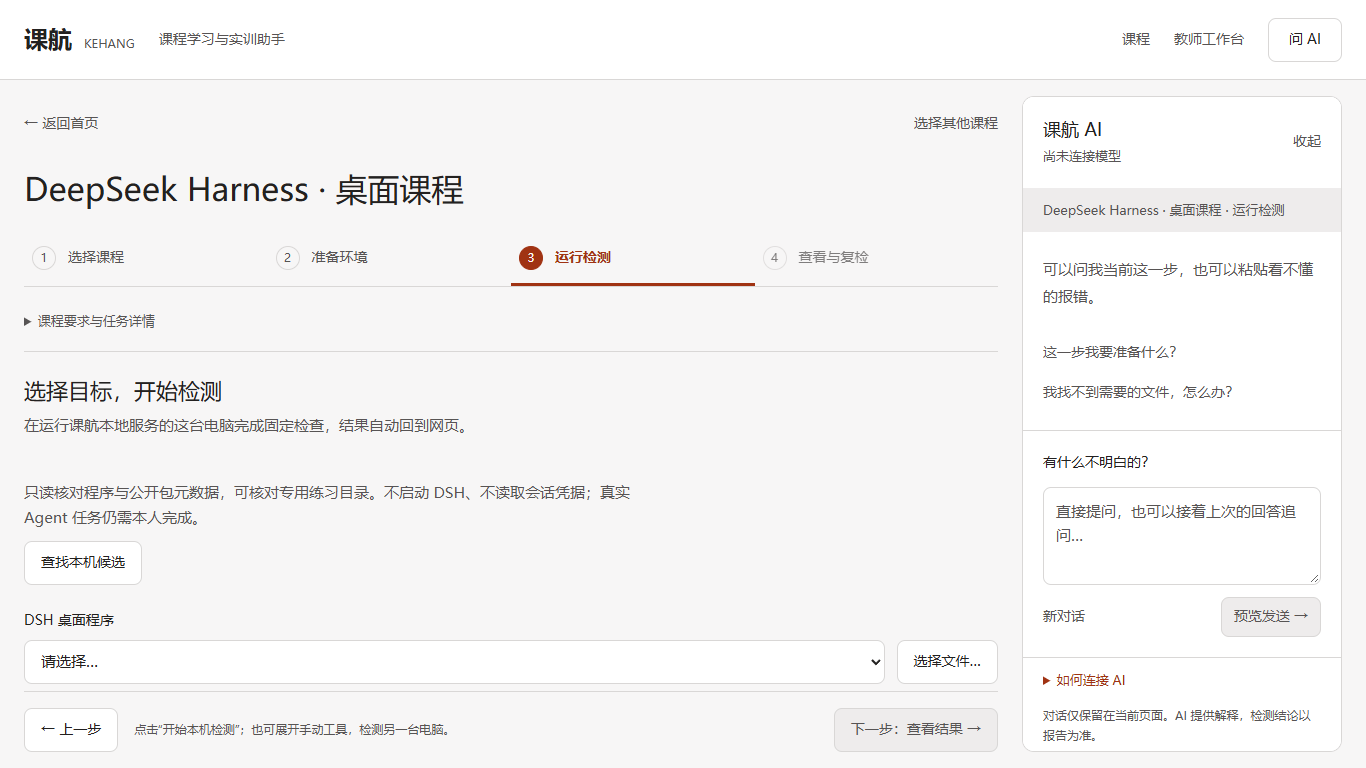 课航 KEHANG 课程学习与实训助手
课程 教师工作台 问 AI
← 返回首页
选择其他课程
DeepSeek Harness · 桌面课程
1 选择课程
2 准备环境
3 运行检测
4 查看与复检
▶ 课程要求与任务详情
选择目标，开始检测
在运行课航本地服务的这台电脑完成固定检查，结果自动回到网页。
只读核对程序与公开包元数据，可核对专用练习目录。不启动 DSH、不读取会话凭据；真实
Agent 任务仍需本人完成。
查找本机候选
DSH 桌面程序
请选择...
选择文件...
← 上一步
点击“开始本机检测”；也可展开手动工具，检测另一台电脑。
下一步：查看结果 →
课航 AI
尚未连接模型
收起
DeepSeek Harness · 桌面课程 · 运行检测
可以问我当前这一步，也可以粘贴看不懂
的报错。
这一步我要准备什么？
我找不到需要的文件，怎么办？
有什么不明白的？
直接提问，也可以接着上次的回答追
问...
新对话
预览发送 →
▶ 如何连接 AI
对话仅保留在当前页面。AI 提供解释，检测结论以
报告为准。